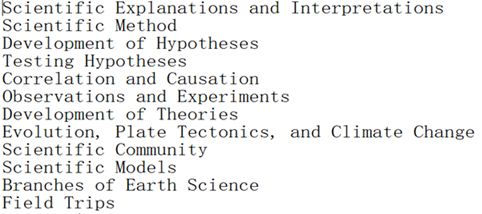 Scientific Explanations and Interpretations
Scientific Method
Development of Hypotheses
Testing Hypotheses
Correlation and Causation
Observations and Experiments
Development of Theories
Evolution, Plate Tectonics, and Climate Change
Scientific Community
Scientific Models
Branches of Earth Science
Field Trips